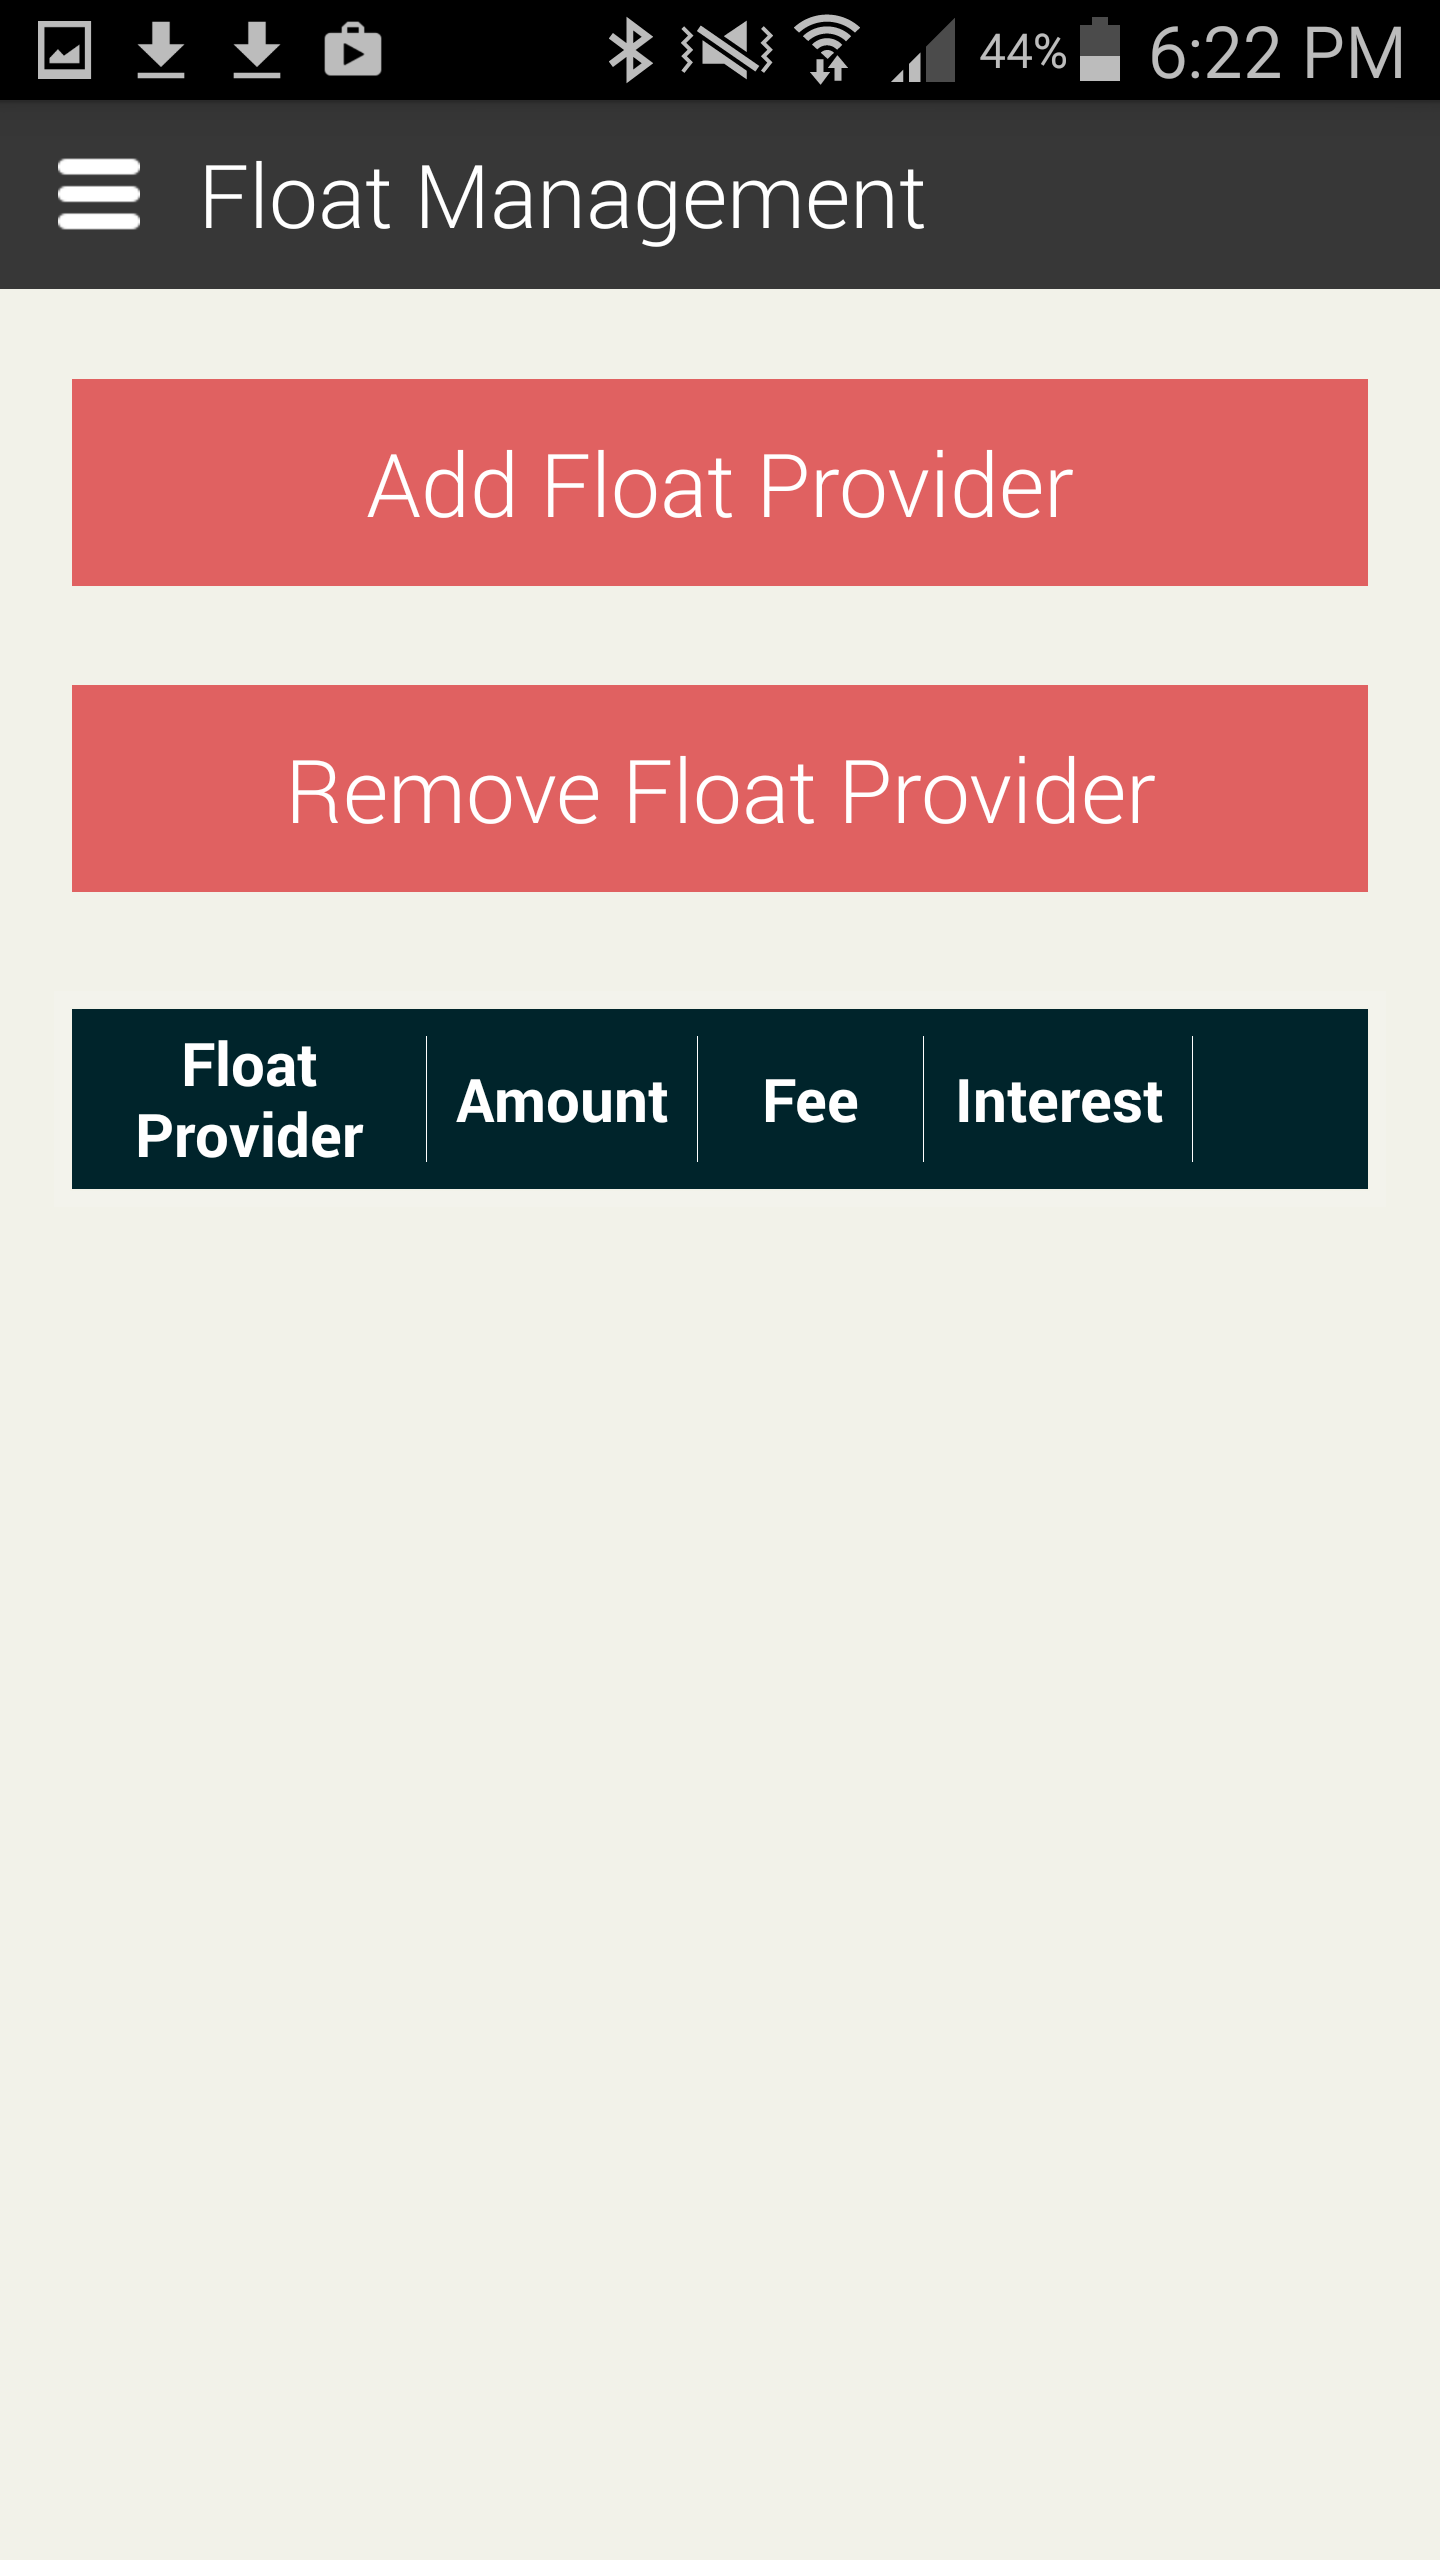 44% 6:22 PM
Float Management
Add Float Provider
Remove Float Provider
Float
Provider
Amount
Fee
Interest